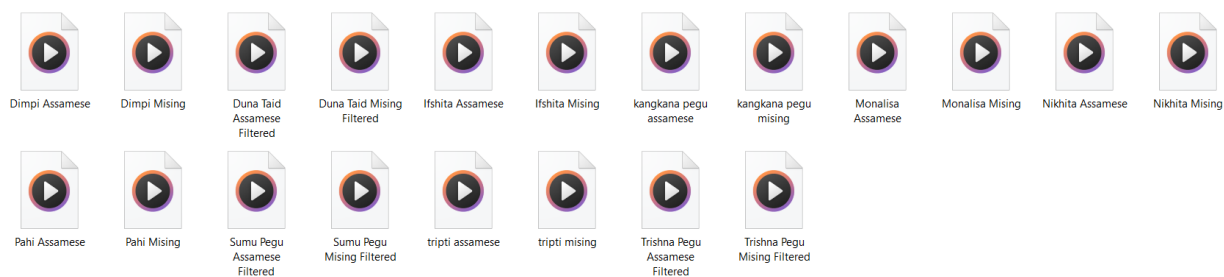 Dimpi Assamese
Dimpi Mising
Duna Taid
Assamese
Filtered
Duna Taid Mising
Filtered
Ifshita Assamese
Ifshita Mising
kangkana pegu
assamese
kangkana pegu
mising
Monalisa
Assamese
Monalisa Mising
Nikhita Assamese
Nikhita Mising
Pahi Assamese
Pahi Mising
Sumu Pegu
Assamese
Filtered
Sumu Pegu
Mising Filtered
tripti assamese
tripti mising
Trishna Pegu
Assamese
Filtered
Trishna Pegu
Mising Filtered